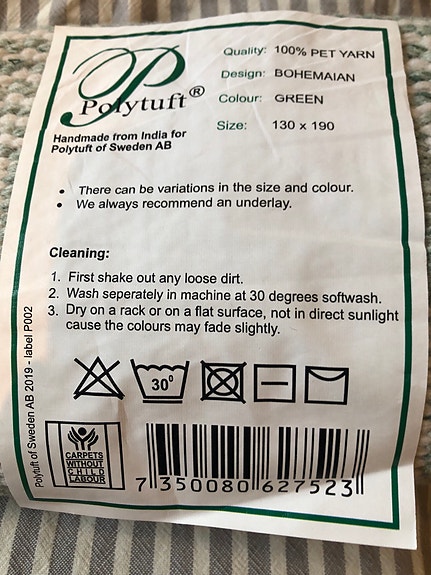 P
Polytuft®
Handmade from India for
Polytuft of Sweden AB
Quality: 100% PET YARN
Design: BOHEMAIAN
Colour: GREEN
Size: 130 x 190
• There can be variations in the size and colour.
• We always recommend an underlay.
Cleaning:
1. First shake out any loose dirt.
2. Wash seperately in machine at 30 degrees softwash.
3. Dry on a rack or on a flat surface, not in direct sunlight
cause the colours may fade slightly.
30⁰
CARPETS
WITHOUT
CHILD
LABOUR
7 350080 627523
Polytuft of Sweden AB 2019 - label P002